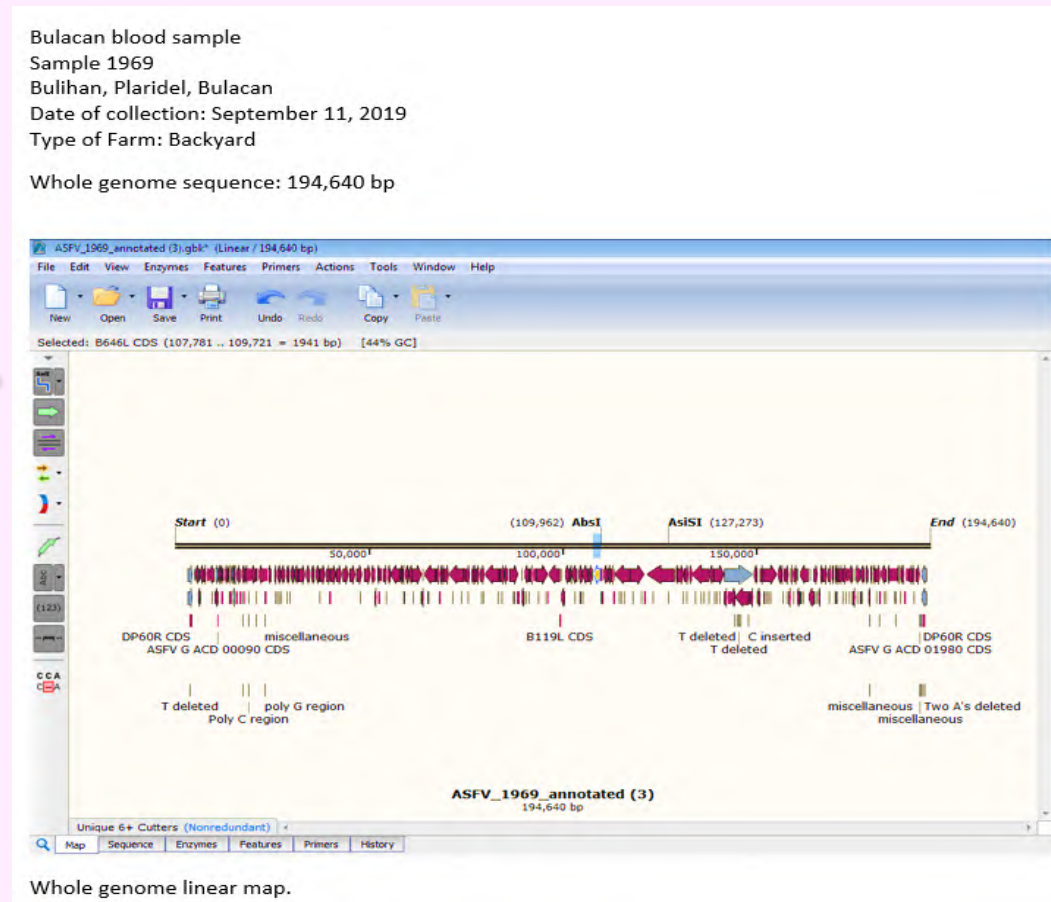 Bulacan blood sample
Sample 1969
Bulihan, Plaridel, Bulacan
Date of collection: September 11, 2019
Type of Farm: Backyard
Whole genome sequence: 194,640 bp
ASFV_1969_annotated (3).gbk* (Linear / 194,640 bp)
File Edit View Enzymes Features Primers Actions Tools Window Help
New Open Save Print Undo Redo Copy Paste
Selected: B646L CDS (107,781 .. 109,721 = 1941 bp) [44% GC]
Start (0) (109,962) AbsI AsiSI (127,273) End (194,640)
50,000 100,000 150,000
Abc
(123)
DP60R CDS miscellaneous B119L CDS T deleted C inserted DP60R CDS
ASFV G ACD 00090 CDS T deleted ASFV G ACD 01980 CDS
CCA
C A
T deleted poly G region miscellaneous Two A's deleted
Poly C region miscellaneous
ASFV_1969_annotated (3)
194,640 bp
Unique 6+ Cutters (Nonredundant)
Map Sequence Enzymes Features Primers History
Whole genome linear map.